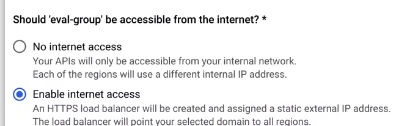 Should 'eval-group' be accessible from the internet? *
No internet access
Your APIs will only be accessible from your internal network.
Each of the regions will use a different internal IP address.
Enable internet access
An HTTPS load balancer will be created and assigned a static external IP address.
The load balancer will point your selected domain to all regions.